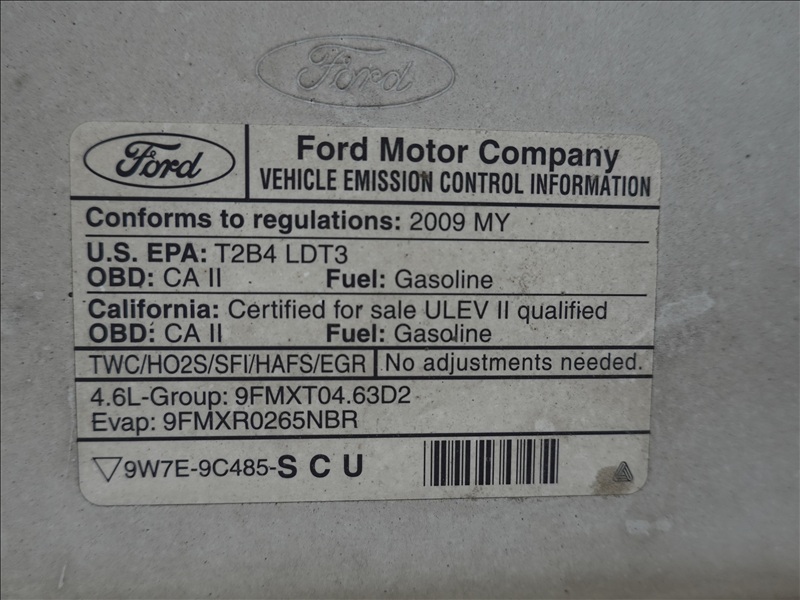 Ford
Ford
Ford Motor Company
VEHICLE EMISSION CONTROL INFORMATION
Conforms to regulations: 2009 MY
U.S. EPA: T2B4 LDT3
OBD: CA II Fuel: Gasoline
California: Certified for sale ULEV II qualified
OBD: CA II Fuel: Gasoline
TWC/HO2S/SFI/HAFS/EGR No adjustments needed.
4.6L-Group: 9FMXT04.63D2
Evap: 9FMXR0265NBR
9W7E-9C485-S C U